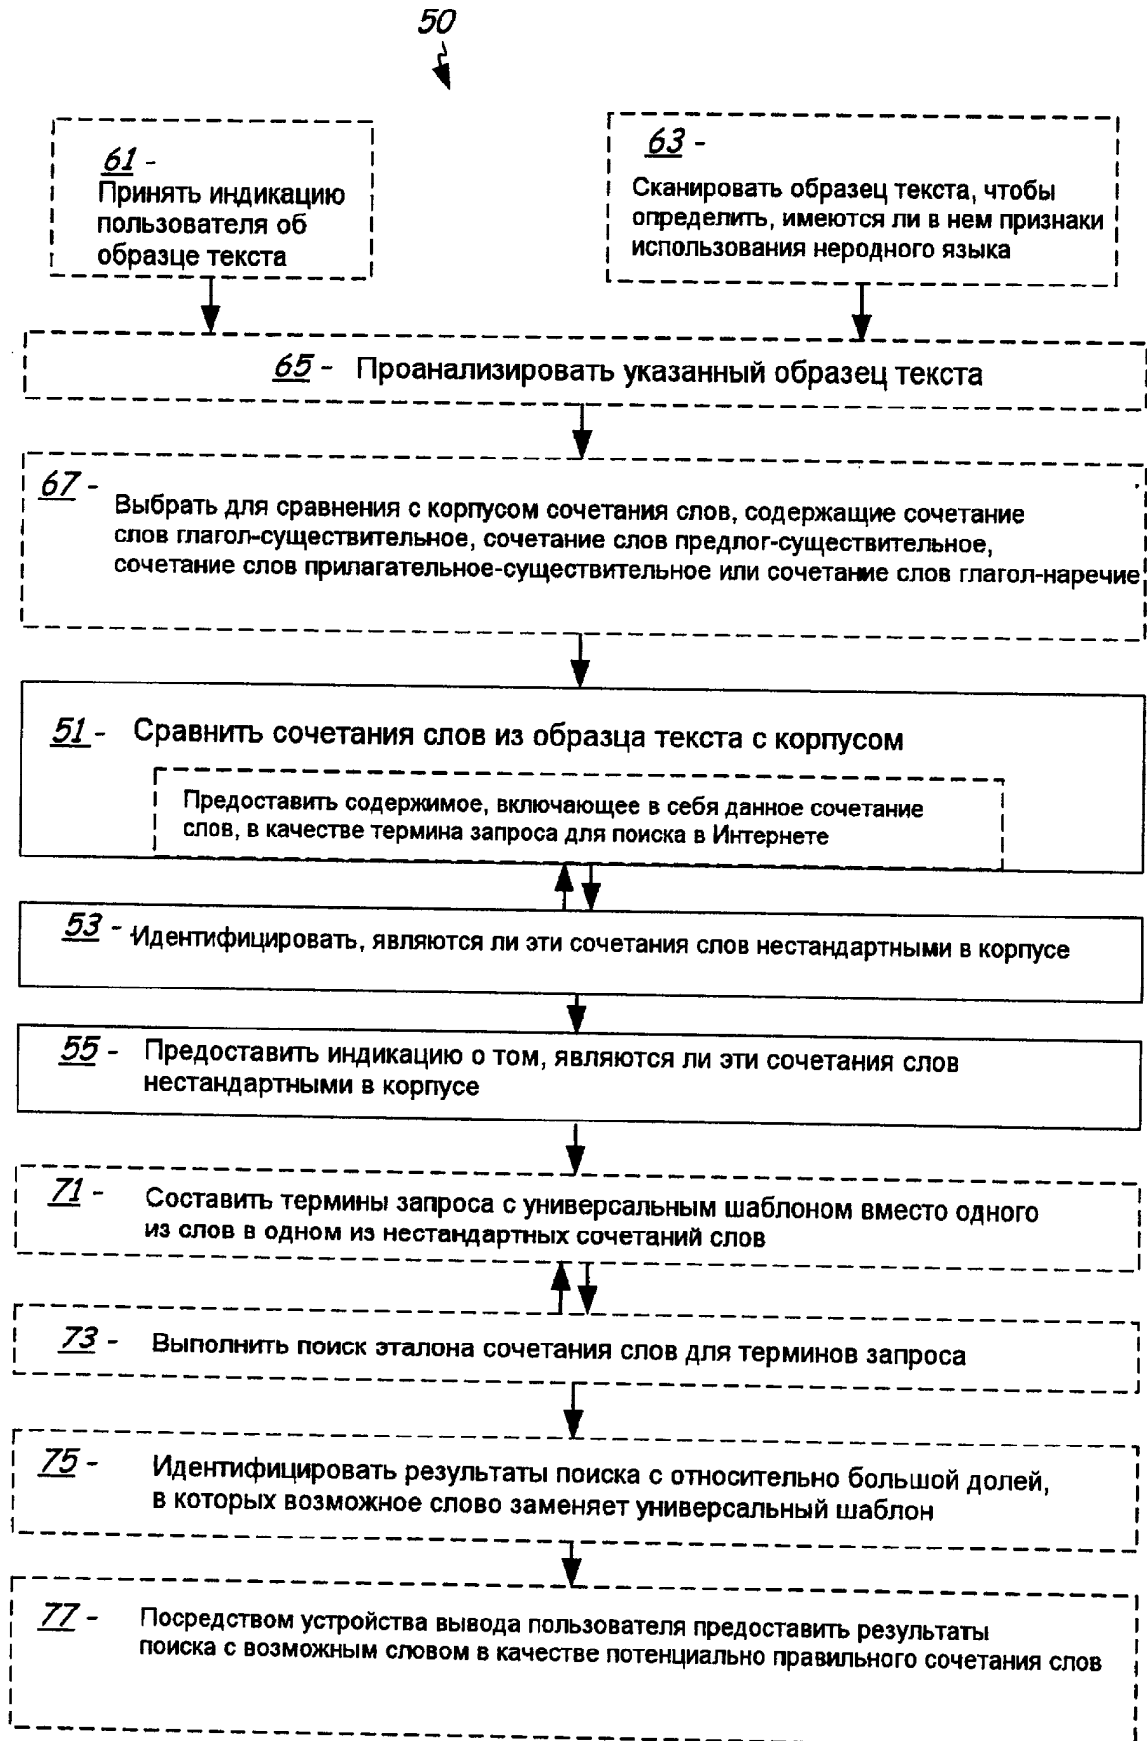 50
61 -
Принять индикацию
пользователя об
образце текста
63 -
Сканировать образец текста, чтобы
определить, имеются ли в нем признаки
использования неродного языка
65 - Проанализировать указанный образец текста
67 -
Выбрать для сравнения с корпусом сочетания слов, содержащие сочетание
слов глагол-существительное, сочетание слов предлог-существительное,
сочетание слов прилагательное-существительное или сочетание слов глагол-наречие
51 - Сравнить сочетания слов из образца текста с корпусом
Предоставить содержимое, включающее в себя данное сочетание
слов, в качестве термина запроса для поиска в Интернете
53 - Идентифицировать, являются ли эти сочетания слов нестандартными в корпусе
55 - Предоставить индикацию о том, являются ли эти сочетания слов
нестандартными в корпусе
71 - Составить термины запроса с универсальным шаблоном вместо одного
из слов в одном из нестандартных сочетаний слов
73 - Выполнить поиск эталона сочетания слов для терминов запроса
75 - Идентифицировать результаты поиска с относительно большой долей,
в которых возможное слово заменяет универсальный шаблон
77 - Посредством устройства вывода пользователя предоставить результаты
поиска с возможным словом в качестве потенциально правильного сочетания слов